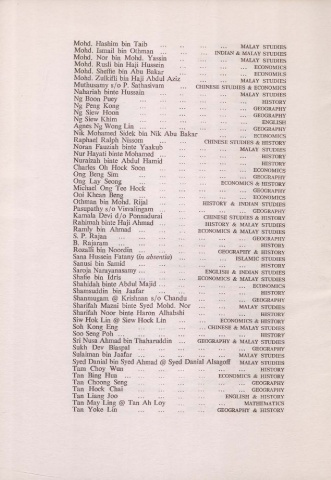 Mohd. Hashim bin Taib ... MALAY STUDIES
Mohd. Ismail bin Othman ... INDIAN & MALAY STUDIES
Mohd. Nor bin Mohd. Yassin ... MALAY STUDIES
Mohd. Rusli bin Haji Hussein ... ECONOMICS
Mohd. Shaffie bin Abu Bakar ... ECONOMICS
Mohd. Zulkifli bin Haji Abdul Aziz ... MALAY STUDIES
Muthusamy s/o P. Sathasivam CHINESE STUDIES & ECONOMICS
Nahariah binte Hussein ... MALAY STUDIES
Ng Boon Puey ... HISTORY
Ng Peng Kong ... GEOGRAPHY
Ng Siew Hong ... GEOGRAPHY
Ng Siew Khim ... ENGLISH
Agnes Ng Wong Lin ... GEOGRAPHY
Nik Mohamed Sidek bin Nik Abu Bakar ... ECONOMICS
Raphael Ralph Nissom CHINESE STUDIES & HISTORY
Noran Fauziah binte Yaakub ... MALAY STUDIES
Nur Hayati binte Mohamed ... HISTORY
Nuraizah binte Abdul Hamid ... HISTORY
Charles Oh Hock Soon ... ECONOMICS
Ong Beng Sim ... GEOGRAPHY
Ong Lay Seong ... ECONOMICS & HISTORY
Michael Ong Tee Hock ... GEOGRAPHY
Ooi Khean Beng ... ECONOMICS
Othman bin Mohd. Rijal HISTORY & INDIAN STUDIES
Pasupathy s/o Vinsalingam ... GEOGRAPHY
Kamala Devi d/o Ponnadurai CHINESE STUDIES & HISTORY
Rahimah binte Haji Ahmad HISTORY & MALAY STUDIES
Ramly bin Ahmad ECONOMICS & MALAY STUDIES
S. P. Rajaa ... GEOGRAPHY
B. Rajaram ... HISTORY
Rozalli bin Noordin ... GEOGRAPHY & HISTORY
Sana Hussein Fatany (in absentia) ... ISLAMIC STUDIES
Sanusi bin Samid ... HISTORY
Saroja Narayanasamy ... ENGLISH & INDIAN STUDIES
Shafie bin Idris ECONOMICS & MALAY STUDIES
Shahidah binte Abdul Majid ... ECONOMICS
Shamsuddin bin Jaafar ... HISTORY
Shanmugam @ Krishnan s/o Chandu ... GEOGRAPHY
Sharifah Mazai binte Syed Mohd. Nor ... MALAY STUDIES
Sharifah Noor binte Haron Alhabshi ... HISTORY
Siw Hok Lin @ Siew Hock Lin ECONOMICS & HISTORY
Soh Kong Eng ... CHINESE & MALAY STUDIES
Soo Seng Poh ... HISTORY
Sri Nusa Ahmad bin Thaharuddin GEOGRAPHY & MALAY STUDIES
Sukh Dev Biaspal ... GEOGRAPHY
Sulaiman bin Jaafar ... MALAY STUDIES
Syed Danial bin Syed Ahmad @ Syed Danial Alsagoff MALAY STUDIES
Tam Choy Wan ... HISTORY
Tan Bing Hua ... ECONOMICS & HISTORY
Tan Choong Seng ... GEOGRAPHY
Tan Hock Chai ... GEOGRAPHY
Tan Liang Joo ... ENGLISH & HISTORY
Tan May Ling @ Tan Ah Loy ... MATHEMATICS
Tan Yoke Lin ... GEOGRAPHY & HISTORY